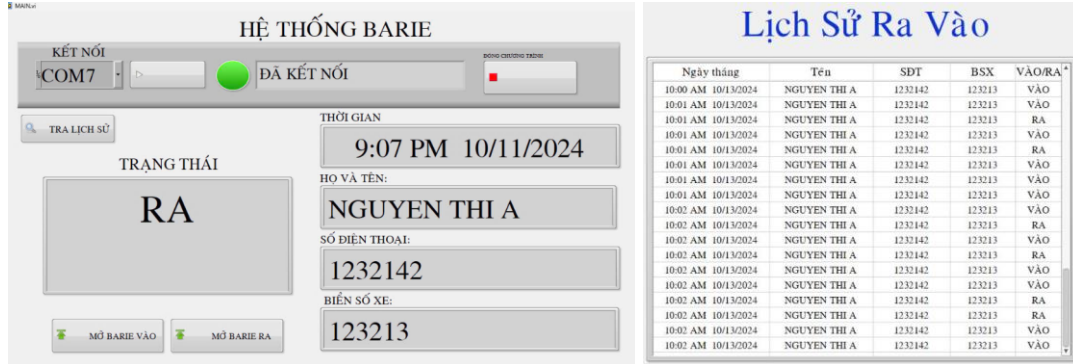 MAIN.vi
HỆ THỐNG BARIE
KẾT NỐI
COM7
ĐÃ KẾT NỐI
ĐÓNG CHƯƠNG TRÌNH
TRA LỊCH SỬ
TRẠNG THÁI
RA
MỞ BARIE VÀO
MỞ BARIE RA
THỜI GIAN
9:07 PM 10/11/2024
HỌ VÀ TÊN:
NGUYEN THI A
SỐ ĐIỆN THOẠI:
1232142
BIỂN SỐ XE:
123213
Lịch Sử Ra Vào
Ngày tháng Tên SĐT BSX VÀO/RA
10:00 AM 10/13/2024 NGUYEN THI A 1232142 123213 VÀO
10:01 AM 10/13/2024 NGUYEN THI A 1232142 123213 VÀO
10:01 AM 10/13/2024 NGUYEN THI A 1232142 123213 RA
10:01 AM 10/13/2024 NGUYEN THI A 1232142 123213 VÀO
10:01 AM 10/13/2024 NGUYEN THI A 1232142 123213 RA
10:01 AM 10/13/2024 NGUYEN THI A 1232142 123213 VÀO
10:01 AM 10/13/2024 NGUYEN THI A 1232142 123213 VÀO
10:01 AM 10/13/2024 NGUYEN THI A 1232142 123213 VÀO
10:02 AM 10/13/2024 NGUYEN THI A 1232142 123213 VÀO
10:02 AM 10/13/2024 NGUYEN THI A 1232142 123213 RA
10:02 AM 10/13/2024 NGUYEN THI A 1232142 123213 VÀO
10:02 AM 10/13/2024 NGUYEN THI A 1232142 123213 RA
10:02 AM 10/13/2024 NGUYEN THI A 1232142 123213 VÀO
10:02 AM 10/13/2024 NGUYEN THI A 1232142 123213 VÀO
10:02 AM 10/13/2024 NGUYEN THI A 1232142 123213 RA
10:02 AM 10/13/2024 NGUYEN THI A 1232142 123213 RA
10:02 AM 10/13/2024 NGUYEN THI A 1232142 123213 VÀO
10:02 AM 10/13/2024 NGUYEN THI A 1232142 123213 VÀO